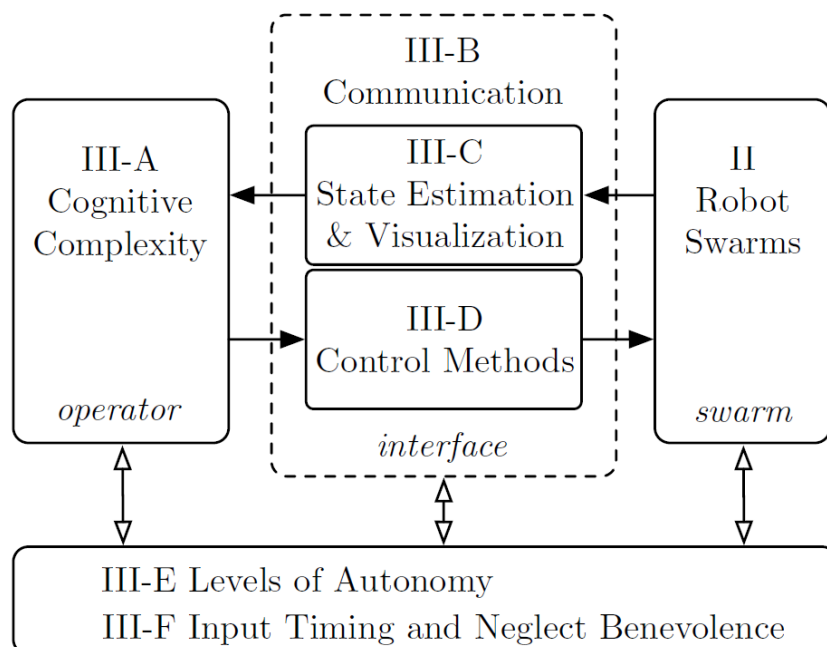 III-A
Cognitive
Complexity
operator
III-B
Communication
III-C
State Estimation
& Visualization
III-D
Control Methods
interface
II
Robot
Swarms
swarm
III-E Levels of Autonomy
III-F Input Timing and Neglect Benevolence